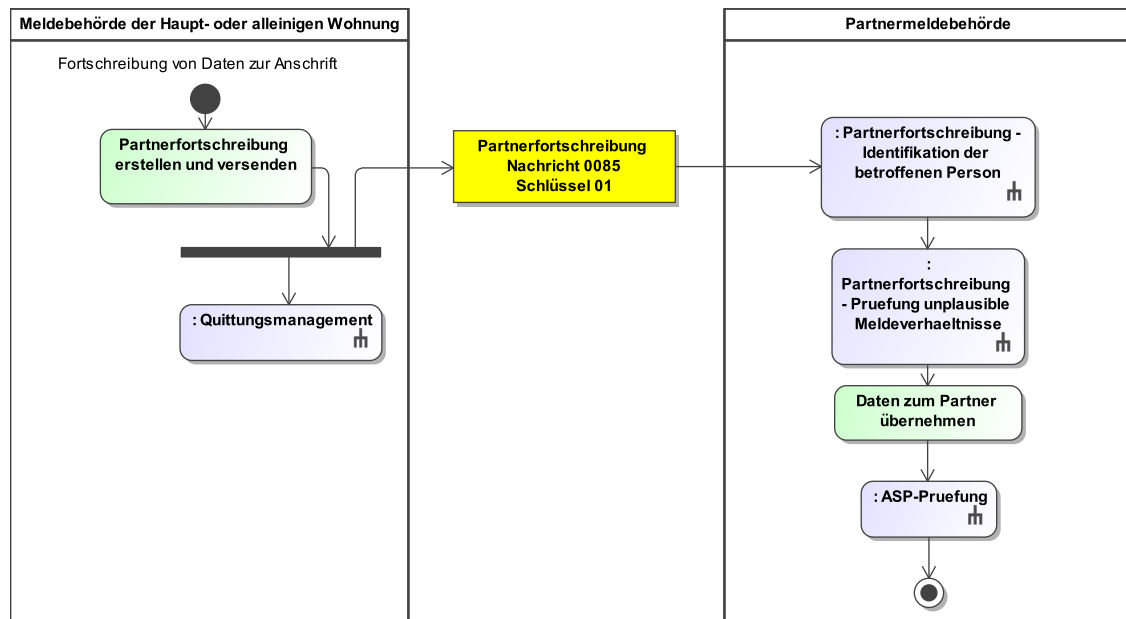 Meldebehörde der Haupt- oder alleinigen Wohnung
Fortschreibung von Daten zur Anschrift
Partnerfortschreibung
erstellen und versenden
: Quittungsmanagement
Partnerfortschreibung
Nachricht 0085
Schlüssel 01
Partnermeldebehörde
: Partnerfortschreibung -
Identifikation der
betroffenen Person
:
Partnerfortschreibung
- Pruefung unplausible
Meldeverhaeltnisse
Daten zum Partner
übernehmen
: ASP-Pruefung